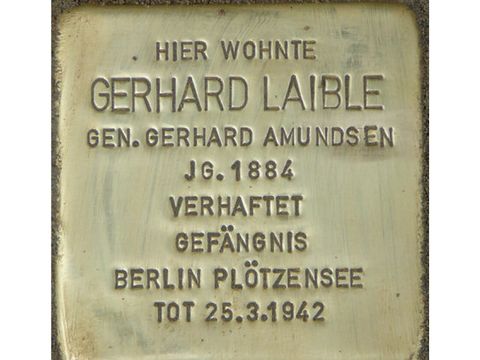 HIER WOHNTE
GERHARD LAIBLE
GEN. GERHARD AMUNDSEN
JG. 1884
VERHAFTET
GEFÄNGNIS
BERLIN PLÖTZENSEE
TOT 25.3.1942